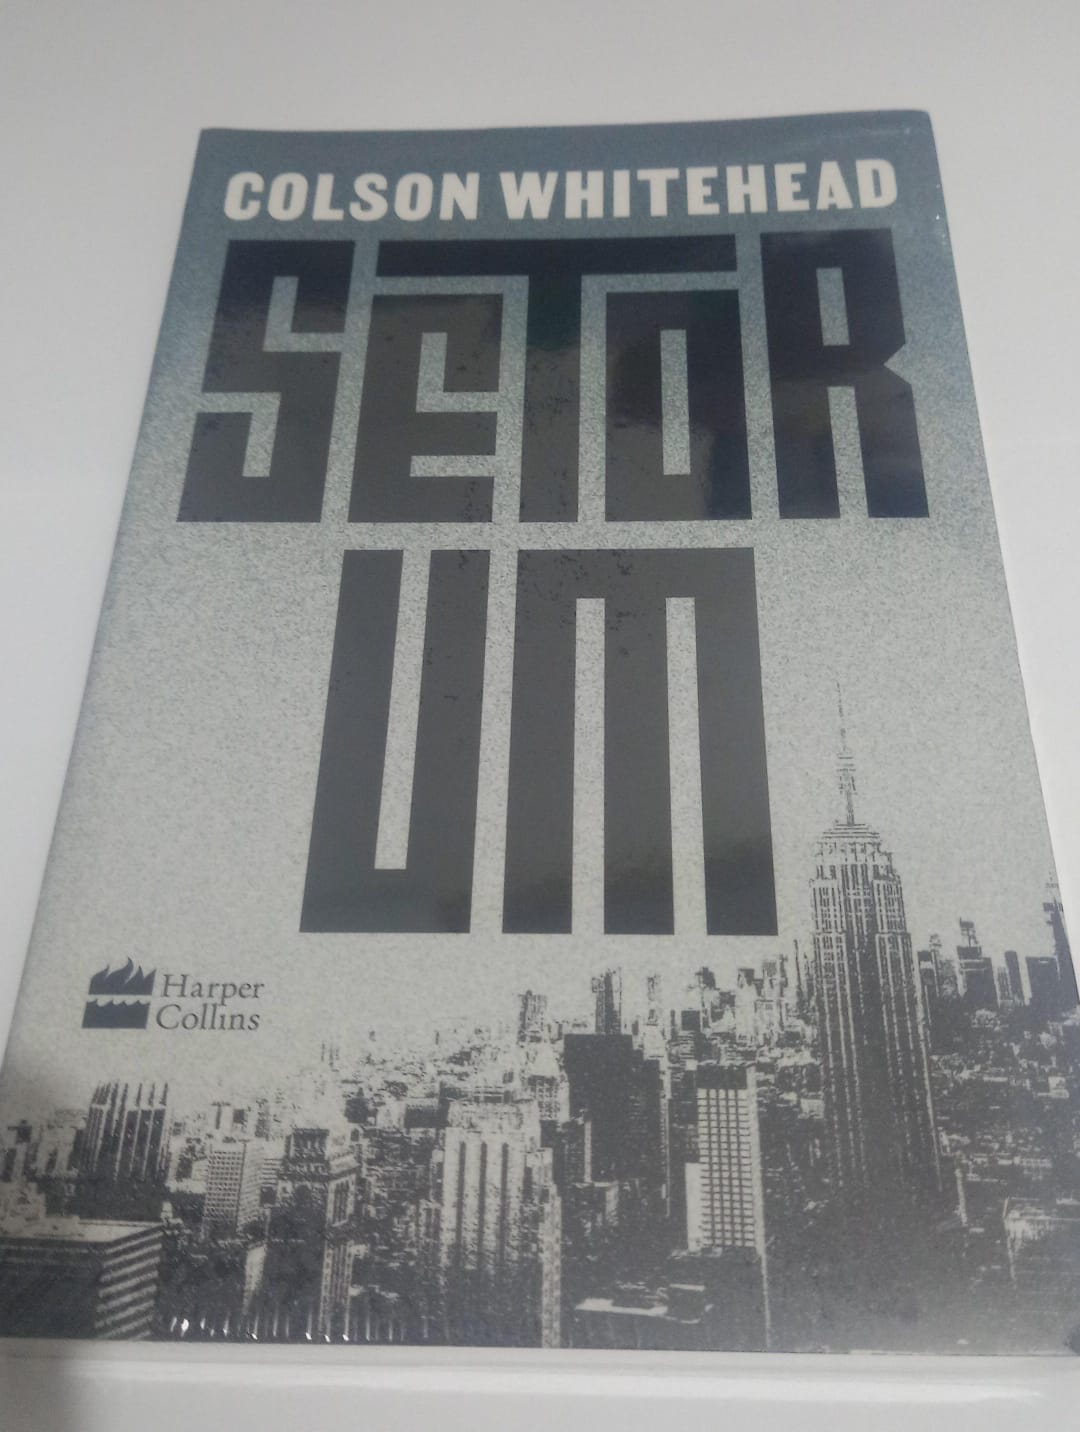 COLSON WHITEHEAD
SETOR
UM
Harper
Collins